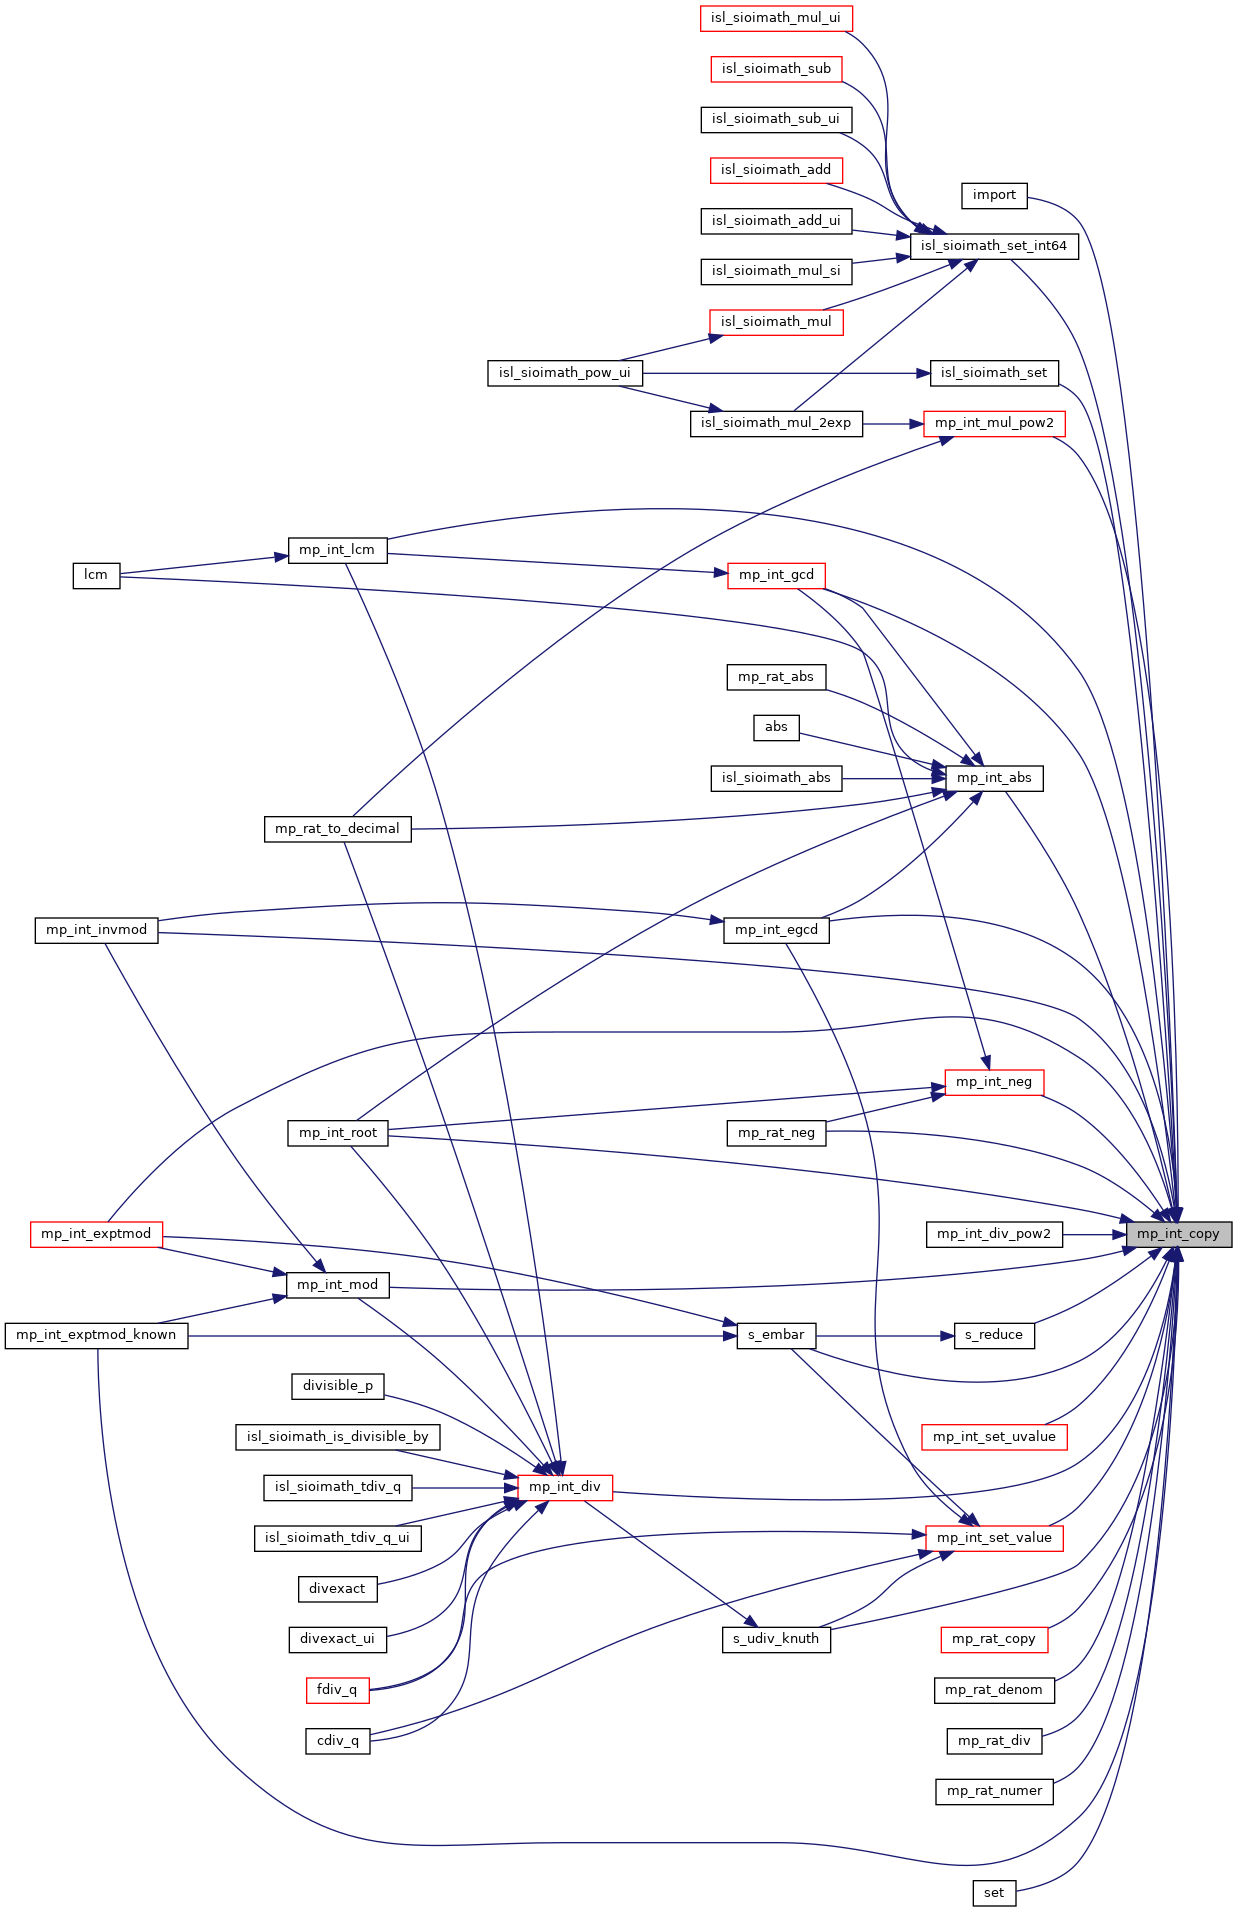 isl_sioimath_mul_ui
isl_sioimath_sub
isl_sioimath_sub_ui
isl_sioimath_add
import
isl_sioimath_add_ui
isl_sioimath_set_int64
isl_sioimath_mul_si
isl_sioimath_mul
isl_sioimath_pow_ui
isl_sioimath_set
isl_sioimath_mul_2exp
mp_int_mul_pow2
mp_int_lcm
lcm
mp_int_gcd
mp_rat_abs
abs
isl_sioimath_abs
mp_int_abs
mp_rat_to_decimal
mp_int_invmod
mp_int_egcd
mp_int_neg
mp_int_root
mp_rat_neg
mp_int_exptmod
mp_int_div_pow2
mp_int_copy
mp_int_mod
mp_int_exptmod_known
s_embar
s_reduce
divisible_p
isl_sioimath_is_divisible_by
mp_int_set_uvalue
isl_sioimath_tdiv_q
mp_int_div
isl_sioimath_tdiv_q_ui
mp_int_set_value
divexact
divexact_ui
s_udiv_knuth
mp_rat_copy
fdiv_q
mp_rat_denom
cdiv_q
mp_rat_div
mp_rat_numer
set